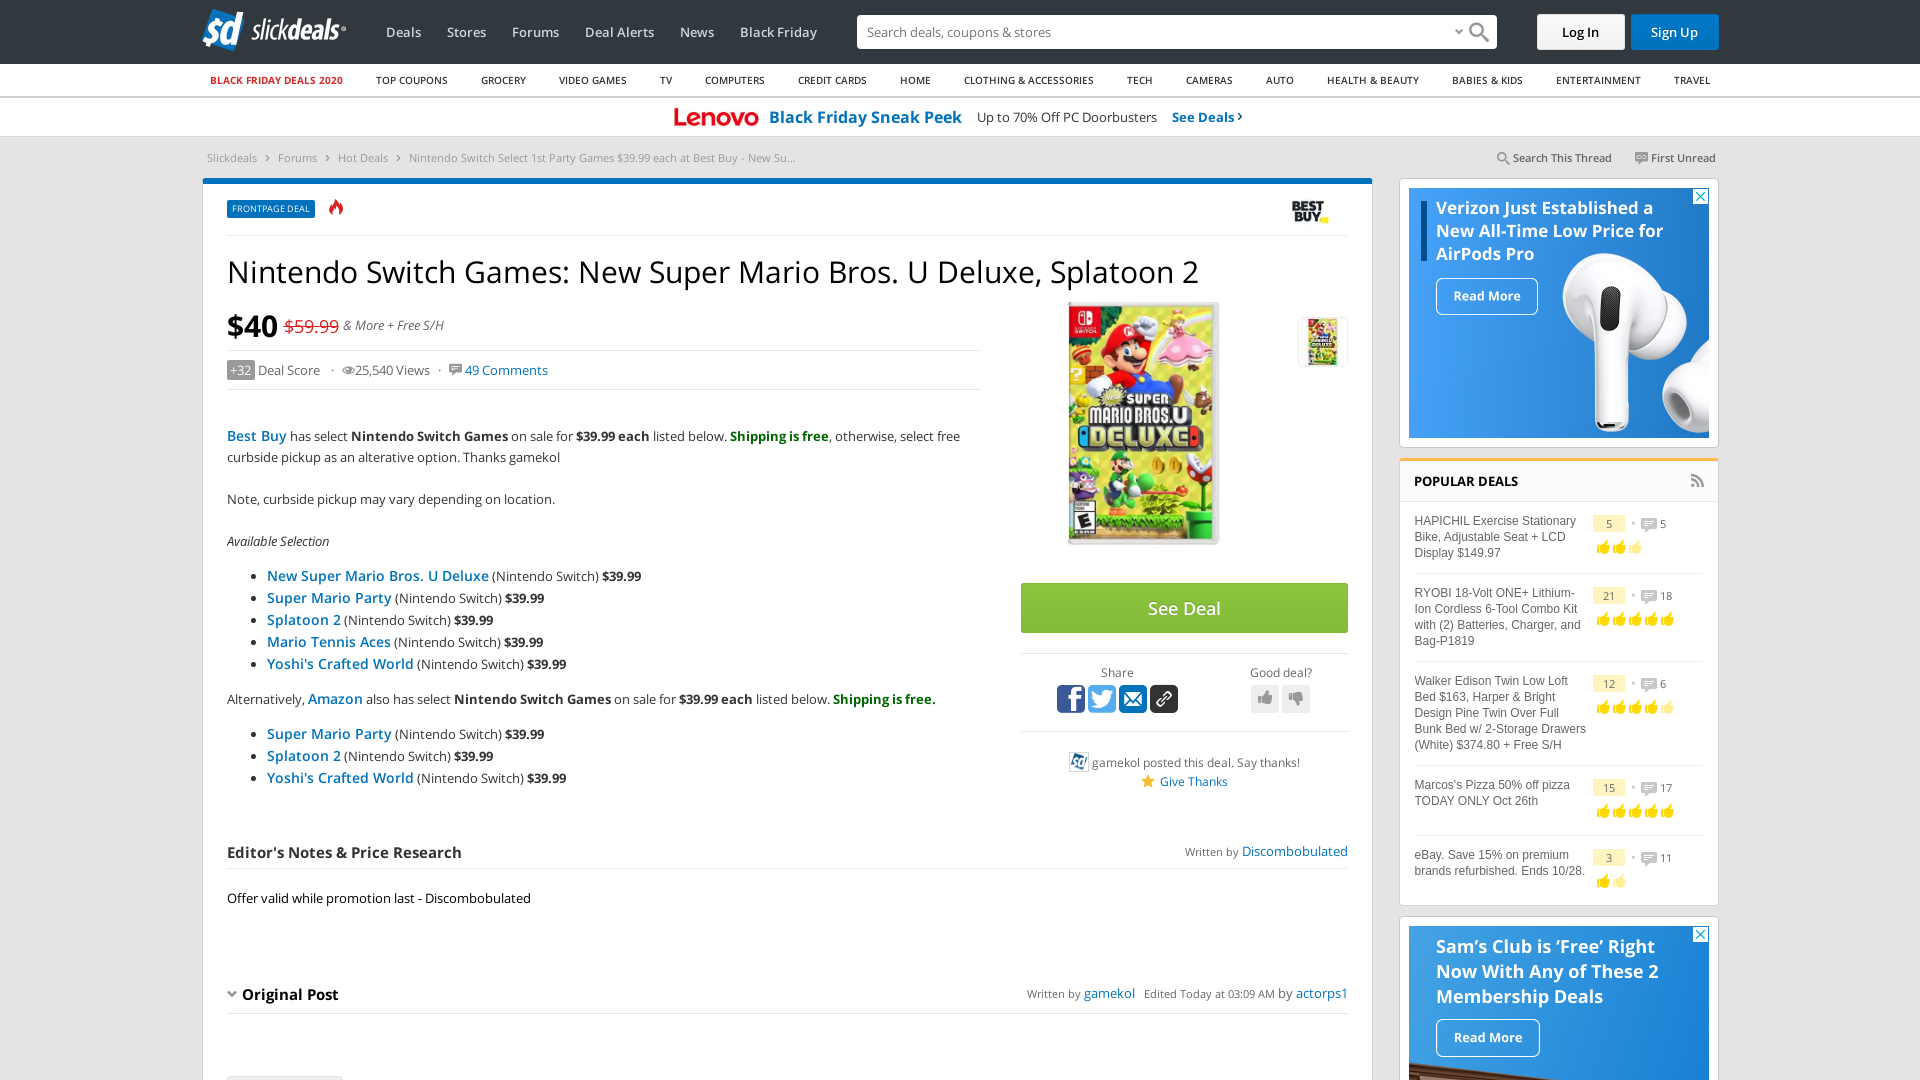 slickdeals
Deals
Stores
Forums
Deal Alerts
News
Black Friday
Search deals, coupons & stores
Log In
Sign Up
BLACK FRIDAY DEALS 2020
TOP COUPONS
GROCERY
VIDEO GAMES
TV
COMPUTERS
CREDIT CARDS
HOME
CLOTHING & ACCESSORIES
TECH
CAMERAS
AUTO
HEALTH & BEAUTY
BABIES & KIDS
ENTERTAINMENT
TRAVEL
Lenovo Black Friday Sneak Peek Up to 70% Off PC Doorbusters See Deals ›
Slickdeals › Forums › Hot Deals › Nintendo Switch Select 1st Party Games $39.99 each at Best Buy - New Su...
Search This Thread
First Unread
FRONTPAGE DEAL
BEST BUY
Nintendo Switch Games: New Super Mario Bros. U Deluxe, Splatoon 2
$40 $59.99 & More + Free S/H
+32 Deal Score · 25,540 Views · 49 Comments
Best Buy has select Nintendo Switch Games on sale for $39.99 each listed below. Shipping is free, otherwise, select free
curbside pickup as an alterative option. Thanks gamekol
Note, curbside pickup may vary depending on location.
Available Selection
• New Super Mario Bros. U Deluxe (Nintendo Switch) $39.99
• Super Mario Party (Nintendo Switch) $39.99
• Splatoon 2 (Nintendo Switch) $39.99
• Mario Tennis Aces (Nintendo Switch) $39.99
• Yoshi's Crafted World (Nintendo Switch) $39.99
Alternatively, Amazon also has select Nintendo Switch Games on sale for $39.99 each listed below. Shipping is free.
• Super Mario Party (Nintendo Switch) $39.99
• Splatoon 2 (Nintendo Switch) $39.99
• Yoshi's Crafted World (Nintendo Switch) $39.99
New
SUPER
MARIO BROS. U
DELUXE
E
See Deal
Share
Good deal?
gamekol posted this deal. Say thanks!
Give Thanks
Editor's Notes & Price Research
Written by Discombobulated
Offer valid while promotion last - Discombobulated
Original Post
Written by gamekol Edited Today at 03:09 AM by actorps1
Verizon Just Established a
New All-Time Low Price for
AirPods Pro
Read More
POPULAR DEALS
HAPICHIL Exercise Stationary
Bike, Adjustable Seat + LCD
Display $149.97
5 • 5
RYOBI 18-Volt ONE+ Lithium-
Ion Cordless 6-Tool Combo Kit
with (2) Batteries, Charger, and
Bag-P1819
21 • 18
Walker Edison Twin Low Loft
Bed $163, Harper & Bright
Design Pine Twin Over Full
Bunk Bed w/ 2-Storage Drawers
(White) $374.80 + Free S/H
12 • 6
Marcos's Pizza 50% off pizza
TODAY ONLY Oct 26th
15 • 17
eBay. Save 15% on premium
brands refurbished. Ends 10/28.
3 • 11
Sam’s Club is ‘Free’ Right
Now With Any of These 2
Membership Deals
Read More